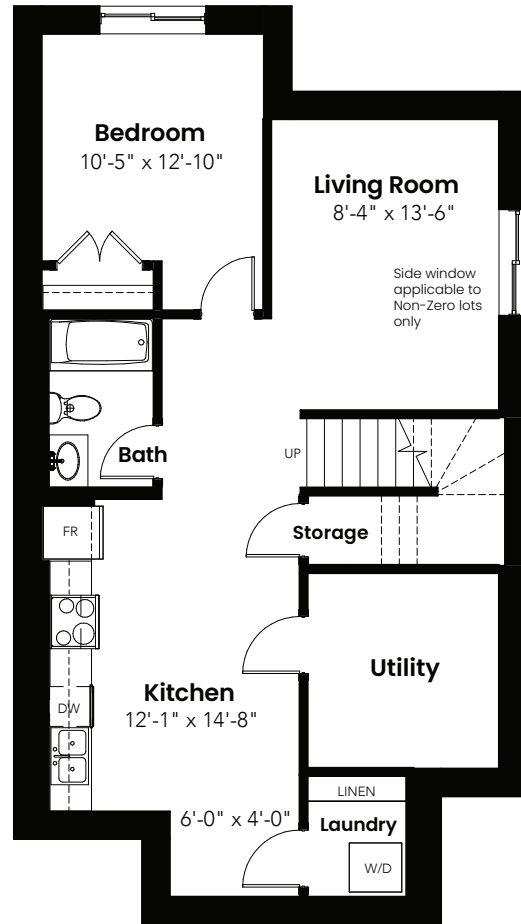 Bedroom
10'-5" x 12'-10"
Living Room
8'-4" x 13'-6"
Side window
applicable to
Non-Zero lots
only
Bath
UP
FR
Storage
Utility
Kitchen
12'-1" x 14'-8"
DW
6'-0" x 4'-0"
LINEN
Laundry
W/D